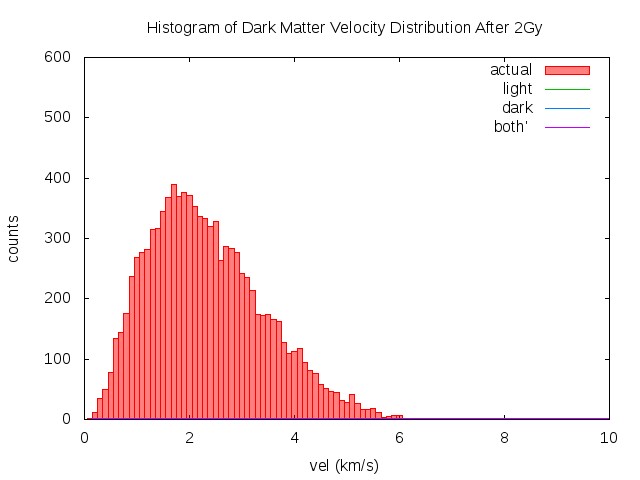 Histogram of Dark Matter Velocity Distribution After 2Gy
600
500
400
300
200
100
0
counts
actual
light
dark
both'
0 2 4 6 8 10
vel (km/s)